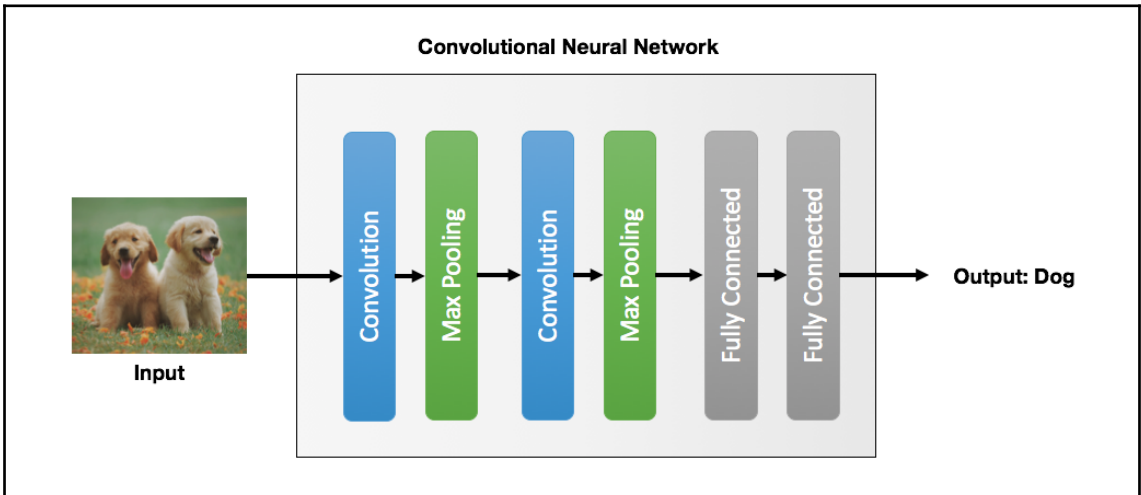 Convolutional Neural Network
Convolution
Max Pooling
Convolution
Max Pooling
Fully Connected
Fully Connected
Output: Dog
Input